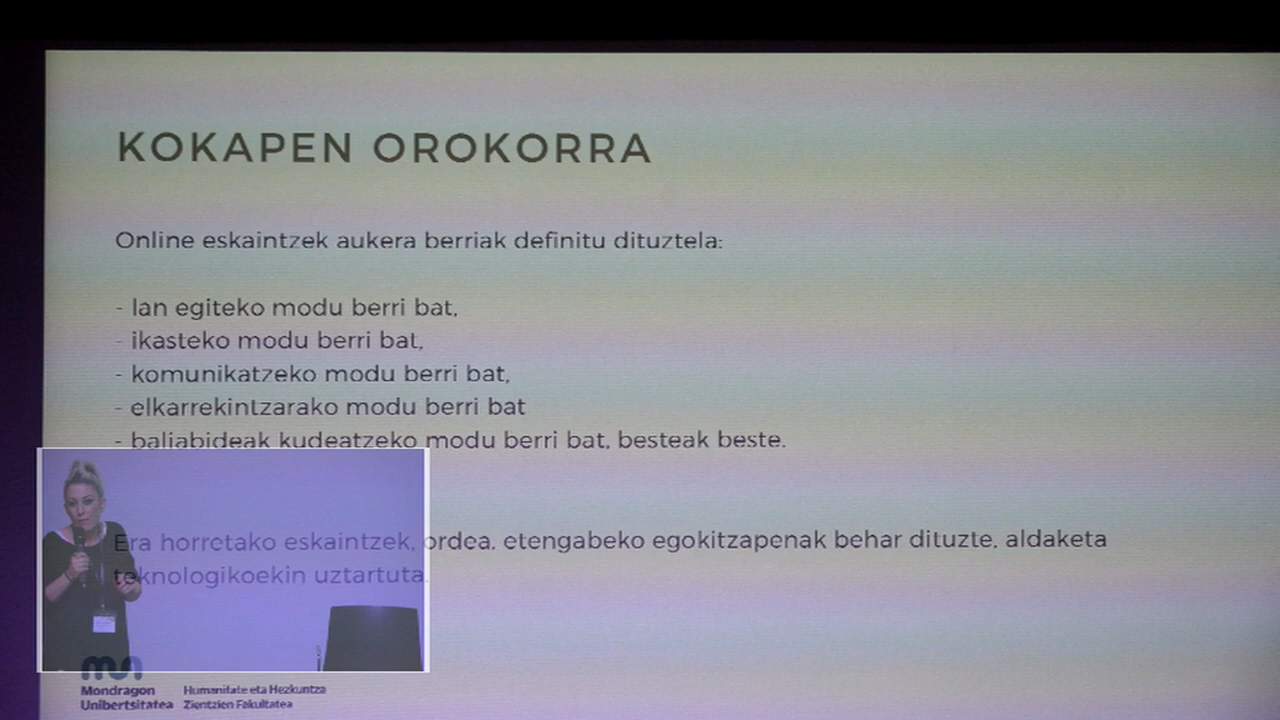 KOKAPEN OROKORRA
Online eskaintzek aukera berriak definitu dituztela:
- lan egiteko modu berri bat,
- ikasteko modu berri bat,
- komunikatzeko modu berri bat,
- elkarrekintzarako modu berri bat
- baliabideak kudeatzeko modu berri bat, besteak beste.
Era horretako eskaintzek, ordea, etengabeko egokitzapenak behar dituzte, aldaketa
teknologikoekin uztartuta.
Mondragon
Unibertsitatea
Humanitate eta Hezkuntza
Zientzien Fakultatea